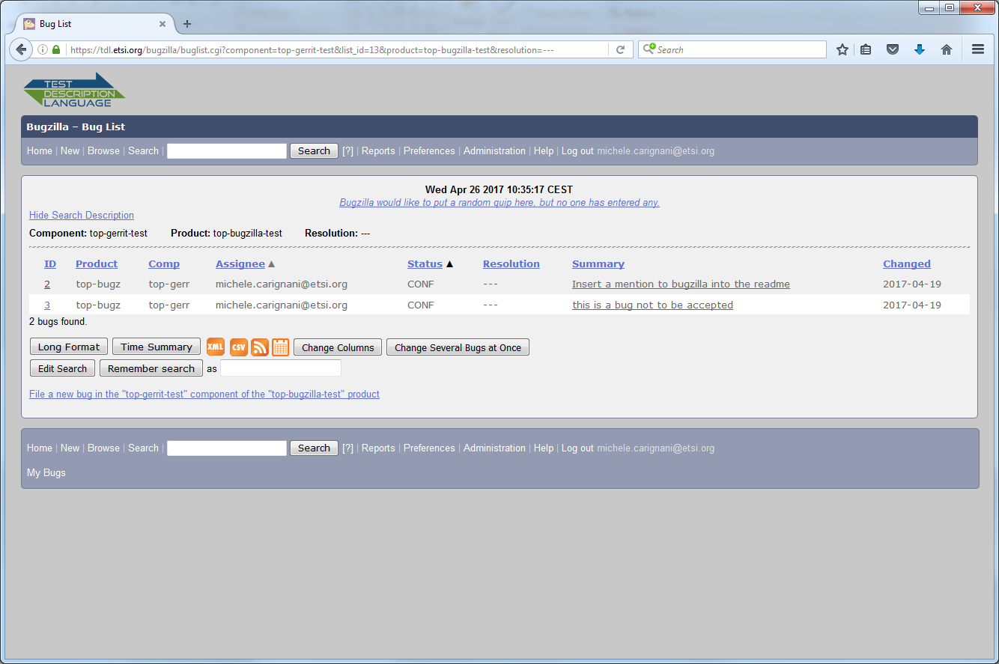 Bug List
https://tdl.etsi.org/bugzilla/buglist.cgi?component=top-gerrit-test&list_id=13&product=top-bugzilla-test&resolution=---
Search
TEST
DESCRIPTION
LANGUAGE
Bugzilla – Bug List
Home | New | Browse | Search | Search [?] | Reports | Preferences | Administration | Help | Log out michele.carignani@etsi.org
Wed Apr 26 2017 10:35:17 CEST
Bugzilla would like to put a random quip here, but no one has entered any.
Hide Search Description
Component: top-gerrit-test Product: top-bugzilla-test Resolution: ---
ID Product Comp Assignee ▲ Status ▲ Resolution Summary Changed
2 top-bugz top-gerr michele.carignani@etsi.org CONF --- Insert a mention to bugzilla into the readme 2017-04-19
3 top-bugz top-gerr michele.carignani@etsi.org CONF --- this is a bug not to be accepted 2017-04-19
2 bugs found.
Long Format Time Summary XML CSV Change Columns Change Several Bugs at Once
Edit Search Remember search as
File a new bug in the "top-gerrit-test" component of the "top-bugzilla-test" product
Home | New | Browse | Search | Search [?] | Reports | Preferences | Administration | Help | Log out michele.carignani@etsi.org
My Bugs